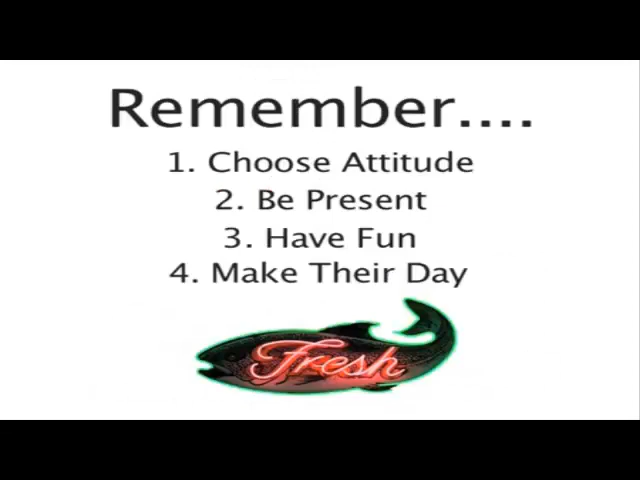 Remember....
1. Choose Attitude
2. Be Present
3. Have Fun
4. Make Their Day
Fresh